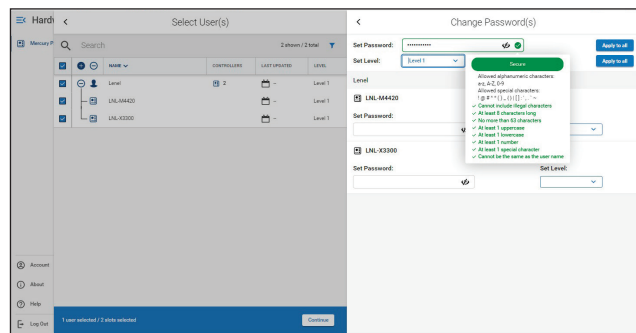 Hardw
Select User(s)
Change Password(s)
Mercury P
Search
2 shown / 2 total
NAME
CONTROLLERS
LAST UPDATED
LEVEL
Lenel
2
--
Level 1
LNL-M4420
--
Level 1
LNL-X3300
--
Level 1
Account
About
Help
Log Out
1 user selected / 2 slots selected
Continue
Set Password:
Apply to all
Set Level:
Level 1
Apply to all
Secure
Allowed alphanumeric characters:
a-z, A-Z, 0-9
Allowed special characters:
Cannot include illegal characters
At least 8 characters long
No more than 63 characters
At least 1 uppercase
At least 1 lowercase
At least 1 number
At least 1 special character
Cannot be the same as the user name
Lenel
LNL-M4420
Set Password:
LNL-X3300
Set Password:
Set Level: